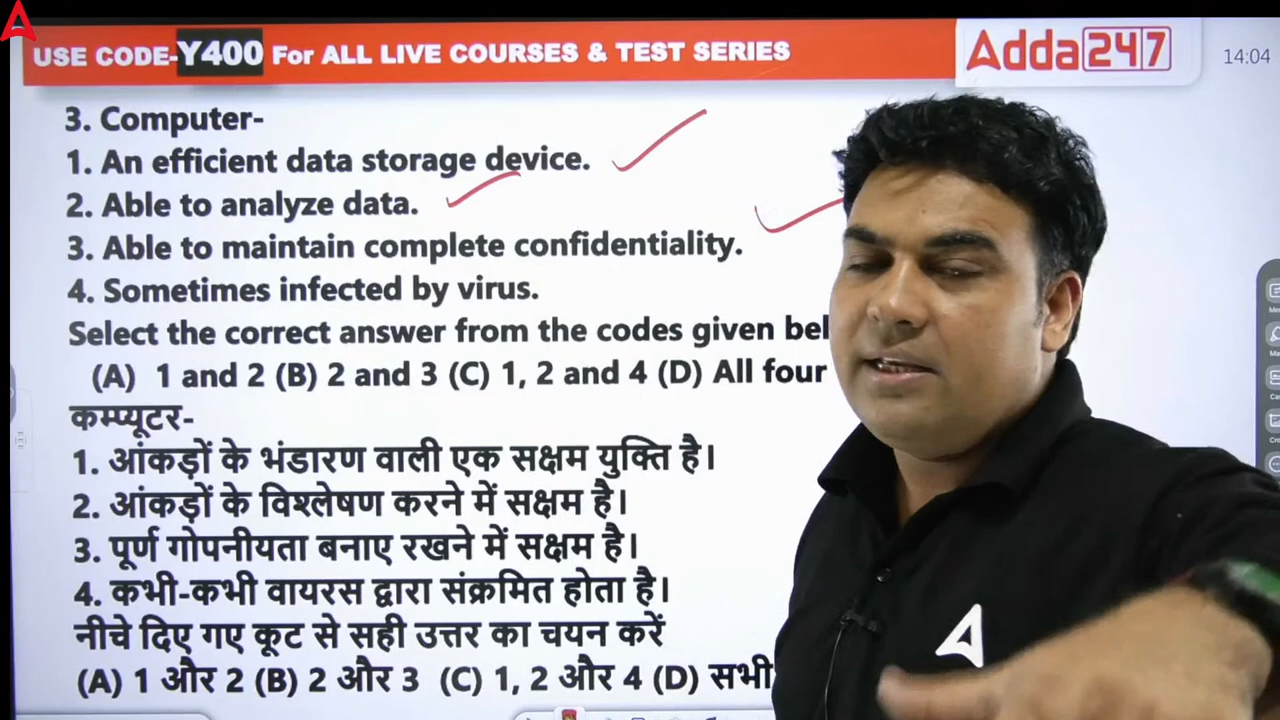 USE CODE-Y400 For ALL LIVE COURSES & TEST SERIES
Adda247
14:04
3. Computer-
1. An efficient data storage device.
2. Able to analyze data.
3. Able to maintain complete confidentiality.
4. Sometimes infected by virus.
Select the correct answer from the codes given bel
(A) 1 and 2 (B) 2 and 3 (C) 1, 2 and 4 (D) All four
कम्प्यूटर-
1. आंकड़ों के भंडारण वाली एक सक्षम युक्ति है।
2. आंकड़ों के विश्लेषण करने में सक्षम है।
3. पूर्ण गोपनीयता बनाए रखने में सक्षम है।
4. कभी-कभी वायरस द्वारा संक्रमित होता है।
नीचे दिए गए कूट से सही उत्तर का चयन करें
(A) 1 और 2 (B) 2 और 3 (C) 1, 2 और 4 (D) सभी